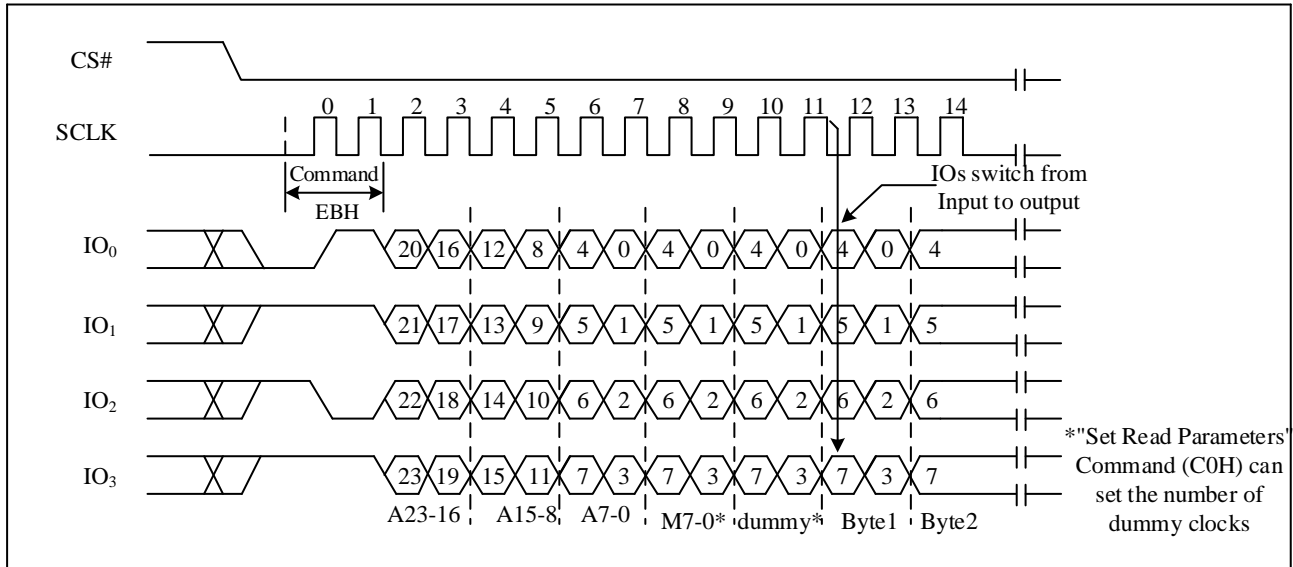 CS#
0 1 2 3 4 5 6 7 8 9 10 11 12 13 14
SCLK
Command
EBH
IOs switch from
Input to output
IO0 20 16 12 8 4 0 4 0 4 0 4 0 4
IO1 21 17 13 9 5 1 5 1 5 1 5 1 5
IO2 22 18 14 10 6 2 6 2 6 2 6 2 6
IO3 23 19 15 11 7 3 7 3 7 3 7 3 7
A23-16 A15-8 A7-0 M7-0* dummy* Byte1 Byte2
*"Set Read Parameters"
Command (C0H) can
set the number of
dummy clocks